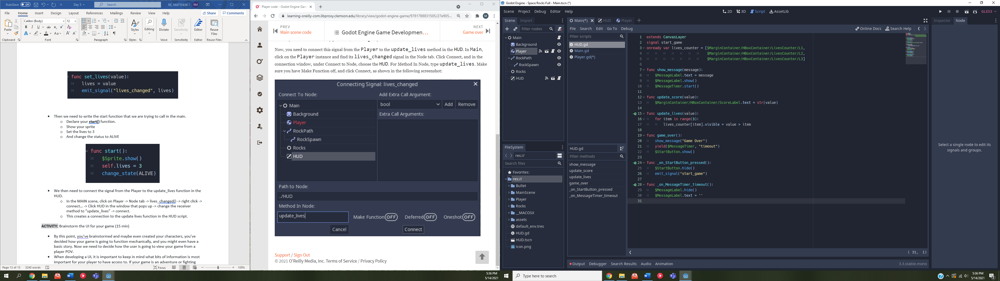 AutoSave Off
Day 5
Search
RE, MATTHEW J RM
File Home Insert Draw Design Layout References Mailings Review View Help Share Comments
Calibri (Body) 12
Paste
Styles
Editing
Dictate
Sensitivity
Editor
Reuse Files
Clipboard Font Paragraph Styles Voice Sensitivity Editor Reuse Files
func set_lives(value):
lives = value
emit_signal("lives_changed", lives)
• Then we need to write the start function that we are trying to call in the main.
o Declare your start() function.
o Show your sprite
o Set the lives to 3
o And change the status to ALIVE
func start():
$Sprite.show()
self.lives = 3
change_state(ALIVE)
• We then need to connect the signal from the Player to the update_lives function in the
HUD.
o In the MAIN scene, click on Player -> Node tab -> lives_changed() -> right click ->
connect… -> Click HUD in the window that pops up -> change the receiver
method to “update_lives” -> connect.
o This creates a connection to the update lives function in the HUD script.
ACTIVITY: Brainstorm the UI for your game (15 min)
• By this point, you’ve brainstormed and maybe even created your characters, you’ve
decided how your game is going to function mechanically, and you might even have a
basic story. Now we need to decide how the user is going to view your game from a
player POV.
• When developing a UI, it is important to keep in mind what bits of information is most
important for your player to have access to. If your game is an adventure or fighting
Page 13 of 15 3240 words Focus 100%
Player code - Godot Engine Gam
learning-oreilly-com.libproxy.clemson.edu/library/view/godot-engine-game/9781788831505/27e905...
PREV
Main scene code
Godot Engine Game Developmen…
NEXT
Game over
Now, you need to connect this signal from the Player to the update_lives method in the HUD. In Main,
click on the Player instance and find its lives_changed signal in the Node tab. Click Connect, and in the
connection window, under Connect to Node, choose the HUD. For Method In Node, type update_lives. Make
sure you have Make Function off, and click Connect, as shown in the following screenshot:
Connecting Signal: lives_changed
Connect To Node:
Main
Background
Player
RockPath
RockSpawn
Rocks
HUD
Add Extra Call Argument:
bool Add Remove
Extra Call Arguments:
Path to Node:
../HUD
Method In Node:
update_lives
Make Function OFF Deferred OFF Oneshot OFF
Cancel Connect
Support / Sign Out
© 2021 O'Reilly Media, Inc. Terms of Service / Privacy Policy
5:36 PM
5/14/2021
Godot Engine - Space Rocks Full - Main.tscn (*)
Scene Project Debug Editor Help
2D 3D Script AssetLib
GLES3
Scene Import
Filter nodes
Main
Background
Player
RockPath
RockSpawn
Rocks
HUD
FileSystem
res://
Search files
Favorites:
res://
Bullet
MainScene
Player
Rocks
__MACOSX
assets
default_env.tres
HUD.gd
HUD.tscn
icon.png
Main(*) HUD Player
File Search Edit Go To Debug
Online Docs Search Help
Filter scripts
HUD.gd
Main.gd
Player.gd(*)
HUD.gd
Filter methods
show_message
update_score
update_lives
game_over
_on_StartButton_pressed
_on_MessageTimer_timeout
1 extends CanvasLayer
2 signal start_game
3 onready var lives_counter = [$MarginContainer/HBoxContainer/LivesCounter/L1,
4 $MarginContainer/HBoxContainer/LivesCounter/L2,
5 $MarginContainer/HBoxContainer/LivesCounter/L3]
6
7 func show_message(message):
8 $MessageLabel.text = message
9 $MessageLabel.show()
10 $MessageTimer.start()
11
12 func update_score(value):
13 $MarginContainer/HBoxContainer/ScoreLabel.text = str(value)
14
15 func update_lives(value):
16 for item in range(3):
17 lives_counter[item].visible = value > item
18
19 func game_over():
20 show_message("Game Over")
21 yield($MessageTimer, "timeout")
22 $StartButton.show()
23
24 func _on_StartButton_pressed():
25 $StartButton.hide()
26 emit_signal("start_game")
27
28 func _on_MessageTimer_timeout():
29 $MessageLabel.hide()
30 $MessageLabel.text = ''
31
( 31, 1)
Output Debugger Search Results Audio Animation
3.3.stable.mono
Inspector Node
Select a single node to edit its
signals and groups.
Type here to search
5:36 PM
5/14/2021